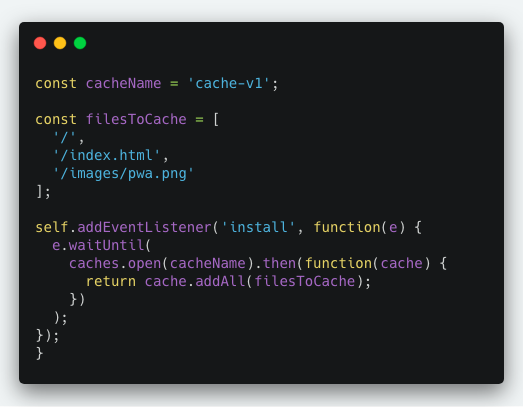 const cacheName = 'cache-v1';
const filesToCache = [
  '/',
  '/index.html',
  '/images/pwa.png'
];
self.addEventListener('install', function(e) {
  e.waitUntil(
    caches.open(cacheName).then(function(cache) {
      return cache.addAll(filesToCache);
    })
  );
});
}